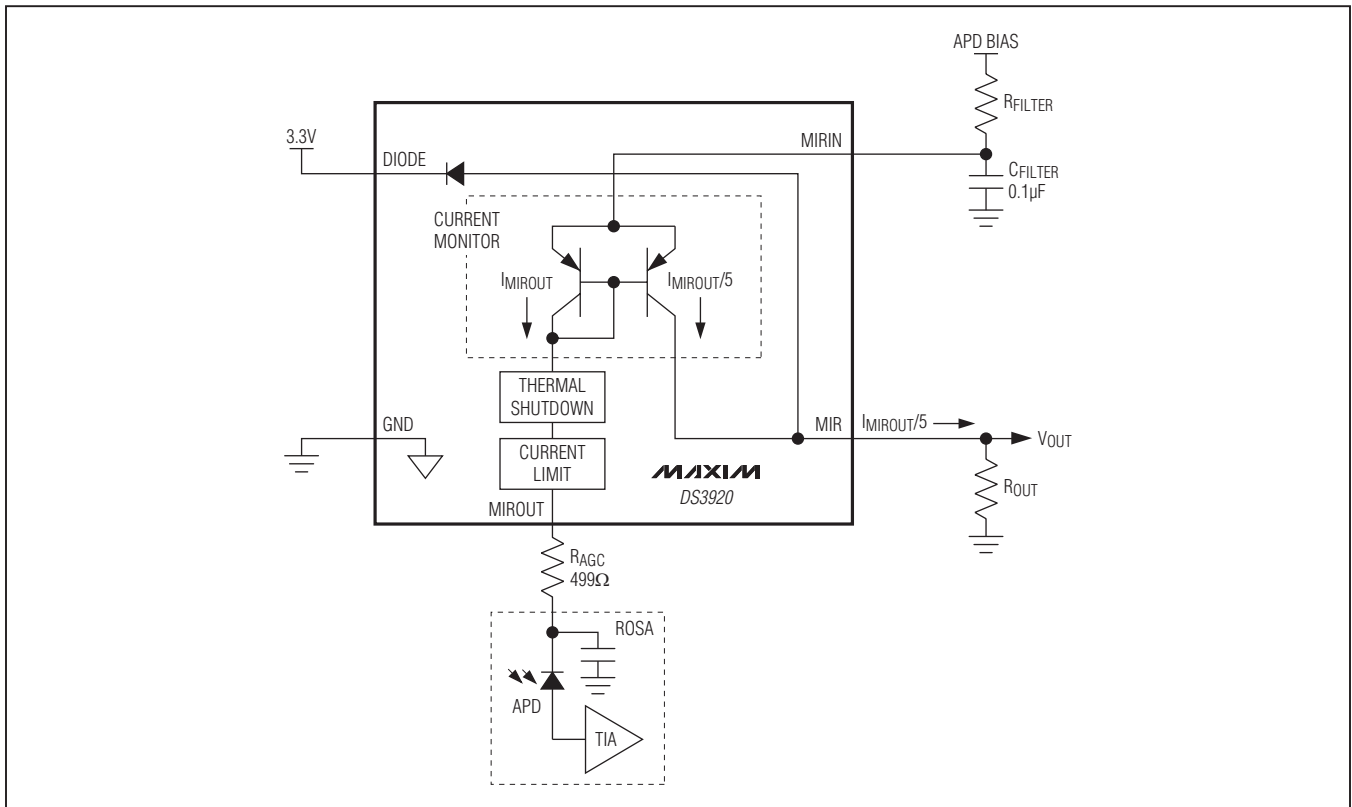 APD BIAS
RFILTER
3.3V
DIODE
MIRIN
CFILTER
0.1µF
CURRENT
MONITOR
IMIROUT
IMIROUT/5
THERMAL
SHUTDOWN
GND
MIR
IMIROUT/5
VOUT
CURRENT
LIMIT
MAXIM
DS3920
ROUT
MIROUT
RAGC
499Ω
ROSA
APD
TIA